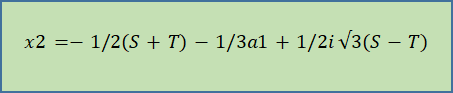 x2 =− 1/2(S + T) − 1/3a1 + 1/2i √3(S − T)